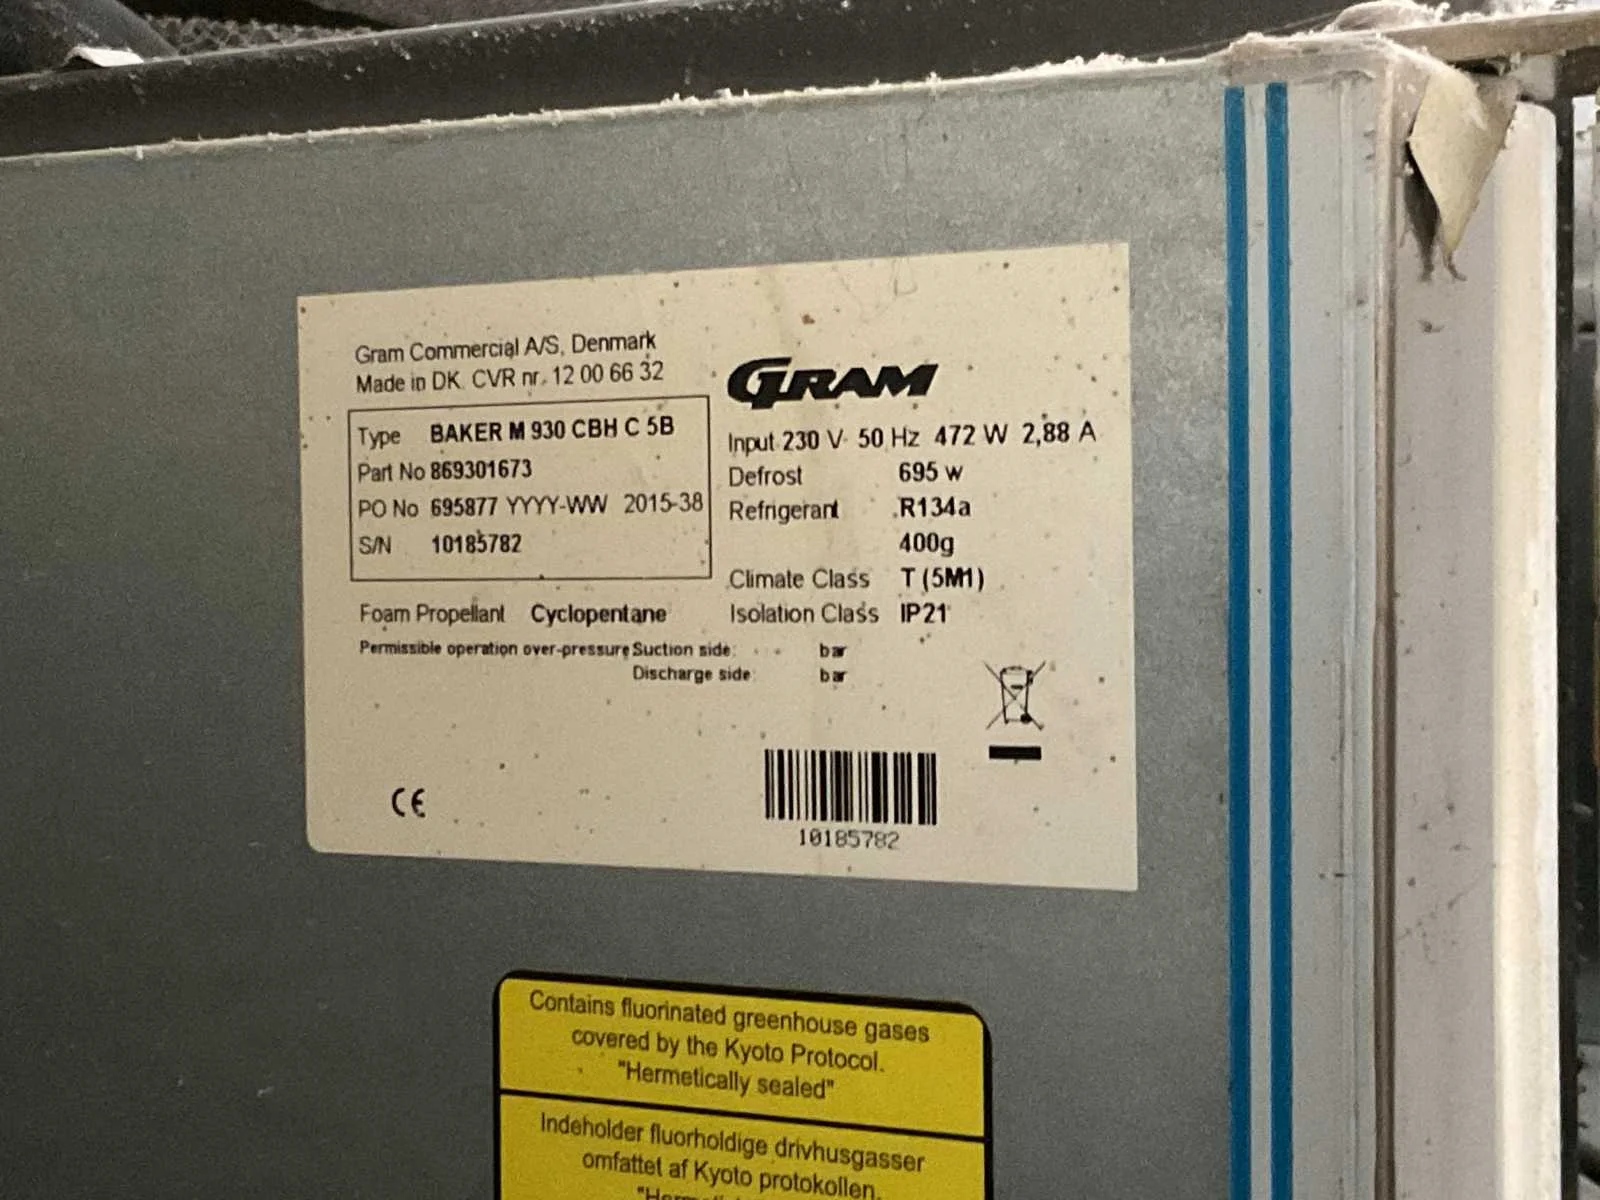 Gram Commercial A/S, Denmark
Made in DK. CVR nr. 12 00 66 32
GRAM
Type BAKER M 930 CBH C 5B
Part No 869301673
PO No 695877 YYYY-WW 2015-38
S/N 10185782
Input 230 V 50 Hz 472 W 2,88 A
Defrost 695 w
Refrigerant R134a
400g
Climate Class T (5M1)
Isolation Class IP21
Foam Propellant Cyclopentane
Permissible operation over-pressure Suction side: bar
Discharge side: bar
CE
10185782
Contains fluorinated greenhouse gases
covered by the Kyoto Protocol.
"Hermetically sealed"
Indeholder fluorholdige drivhusgasser
omfattet af Kyoto protokollen.